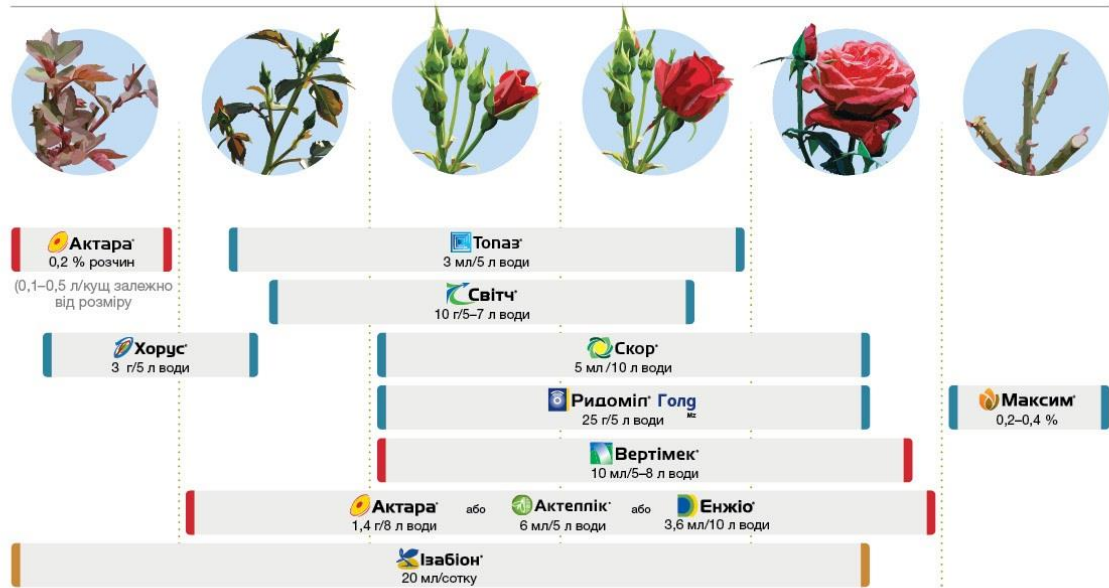 Актара*
0,2 % розчин
(0,1–0,5 л/кущ залежно
від розміру
Топаз*
3 мл/5 л води
Світч*
10 г/5–7 л води
Хорус*
3 г/5 л води
Скор*
5 мл /10 л води
Ридоміл* Голд
Mz
25 г/5 л води
Максим*
0,2–0,4 %
Вертімек*
10 мл/5–8 л води
Актара* або Актеллік* або Енжіо*
1,4 г/8 л води 6 мл/5 л води 3,6 мл/10 л води
Ізабіон*
20 мл/сотку